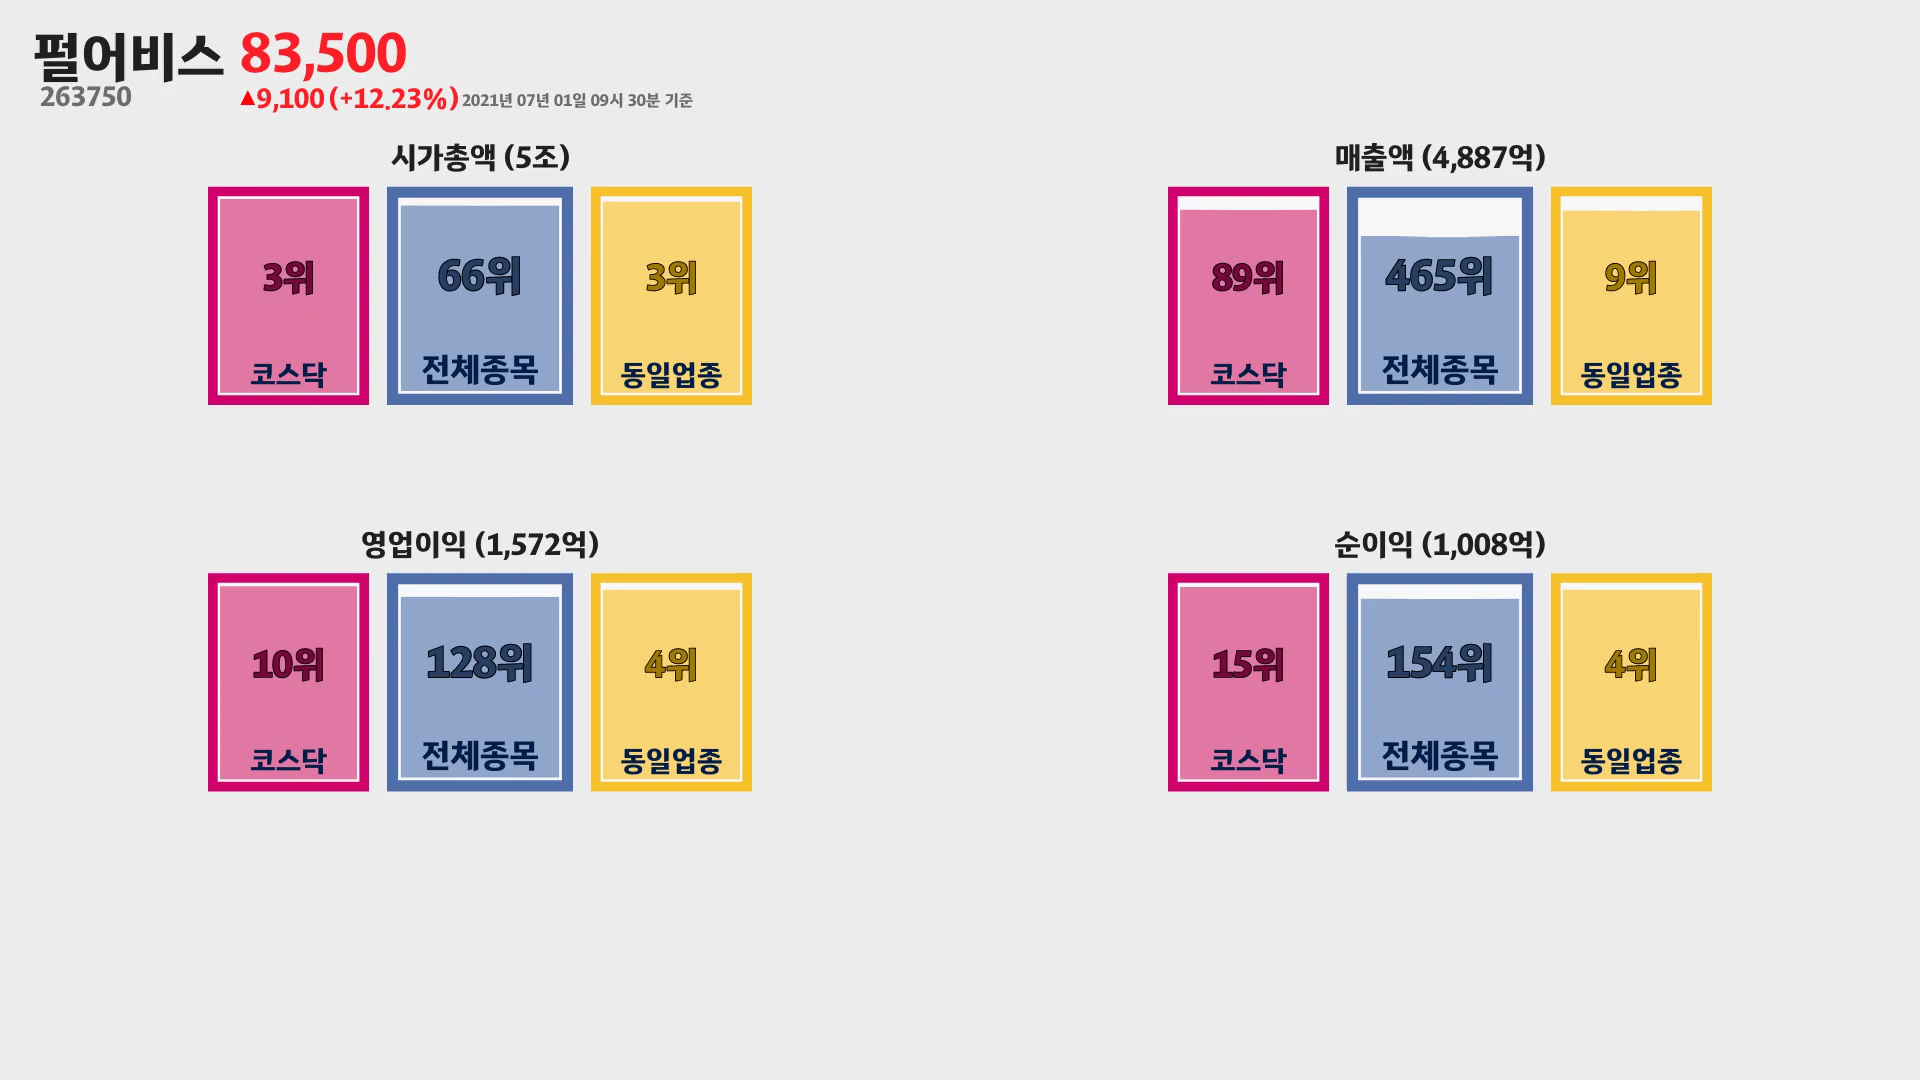 펄어비스 83,500
263750
▲9,100 (+12.23%) 2021년 07년 01일 09시 30분 기준
시가총액 (5조)
3위 66위 3위
코스닥 전체종목 동일업종
매출액 (4,887억)
89위 465위 9위
코스닥 전체종목 동일업종
영업이익 (1,572억)
10위 128위 4위
코스닥 전체종목 동일업종
순이익 (1,008억)
15위 154위 4위
코스닥 전체종목 동일업종